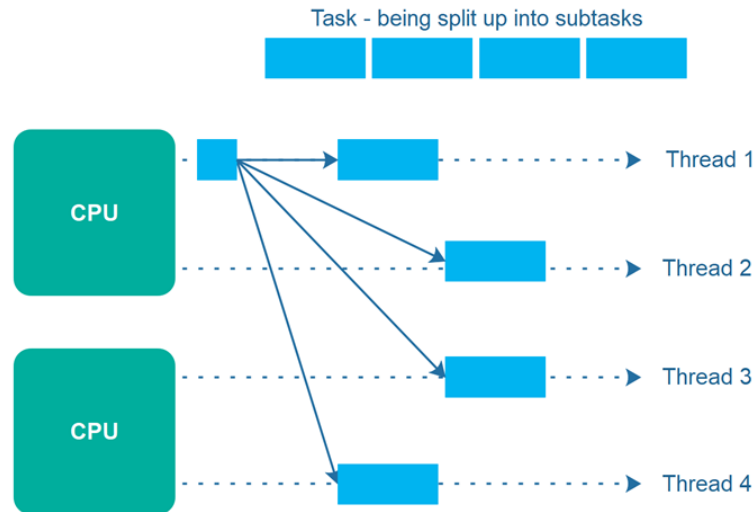 Task - being split up into subtasks
CPU
Thread 1
Thread 2
CPU
Thread 3
Thread 4